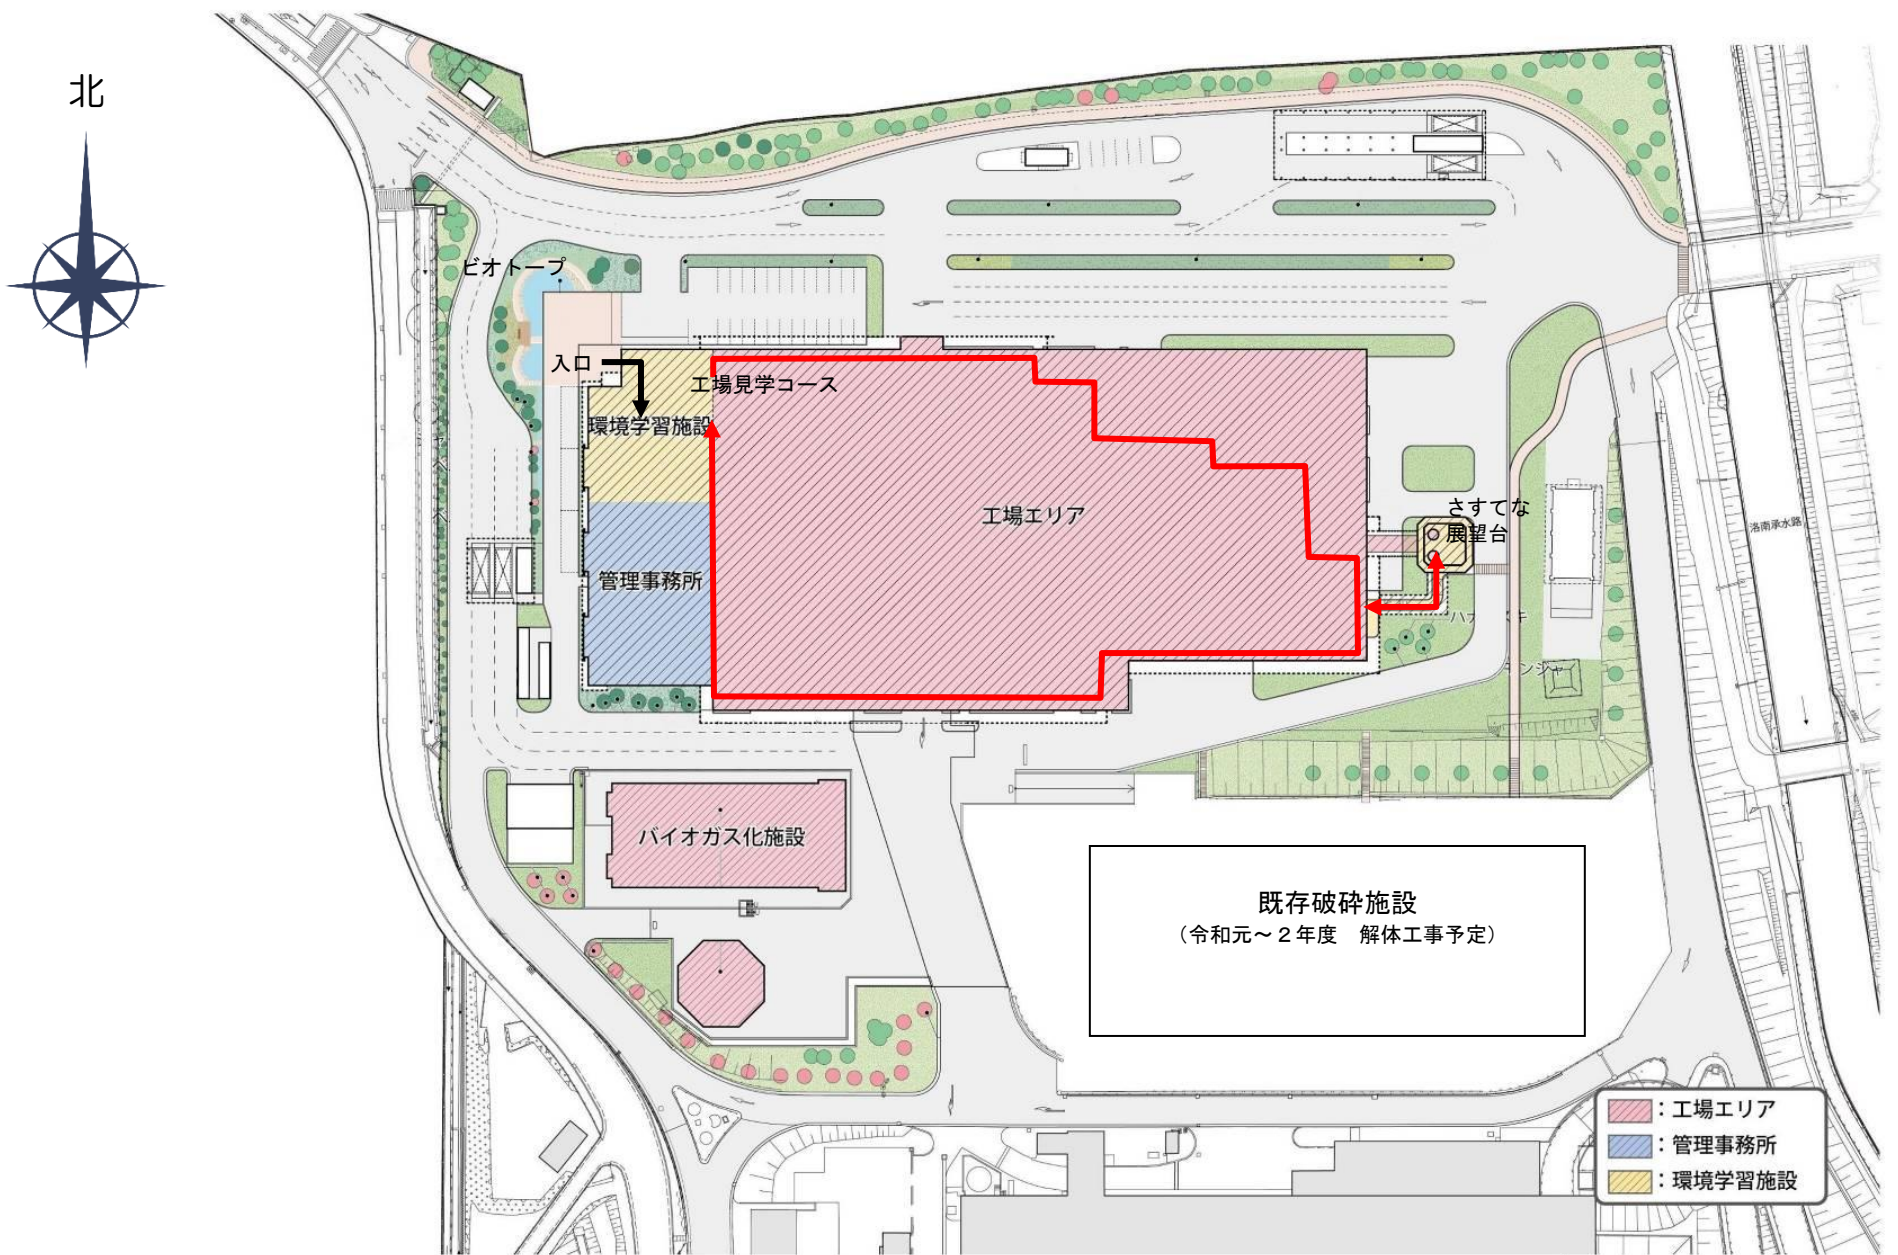 北
ビオトープ
入口
工場見学コース
環境学習施設
工場エリア
さすてな
展望台
洛南承水路
管理事務所
バイオガス化施設
既存破砕施設
（令和元～２年度　解体工事予定）
：工場エリア
：管理事務所
：環境学習施設